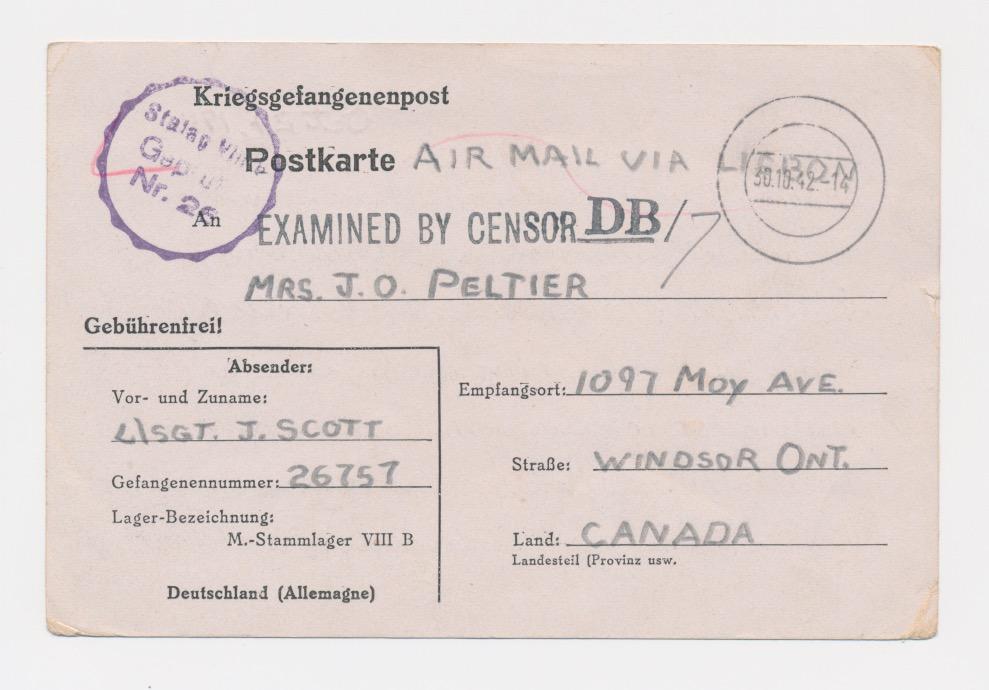 Kriegsgefangenenpost
Stalag VIII B
Geprüft
Nr. 26
Postkarte AIR MAIL VIA LISBON
30.10.42.-14
An
EXAMINED BY CENSOR DB/7
MRS. J. O. PELTIER
Gebührenfrei!
Absender:
Vor- und Zuname:
L/SGT. J. SCOTT
Gefangenennummer: 26757
Lager-Bezeichnung:
M.-Stammlager VIII B
Deutschland (Allemagne)
Empfangsort: 1097 MOY AVE.
Straße: WINDSOR ONT.
Land: CANADA
Landesteil (Provinz usw.